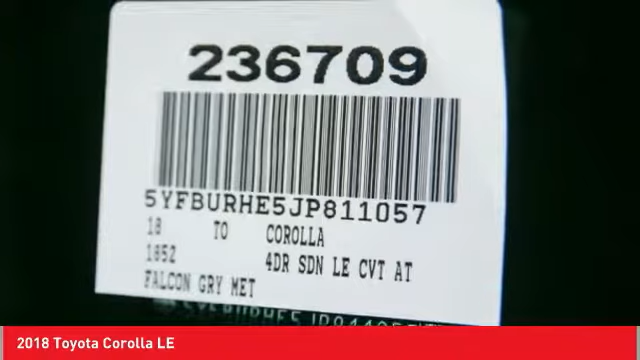 236709
5YFBURHE5JP811057
18 TO COROLLA
1852 4DR SDN LE CVT AT
FALCON GRY MET
2018 Toyota Corolla LE